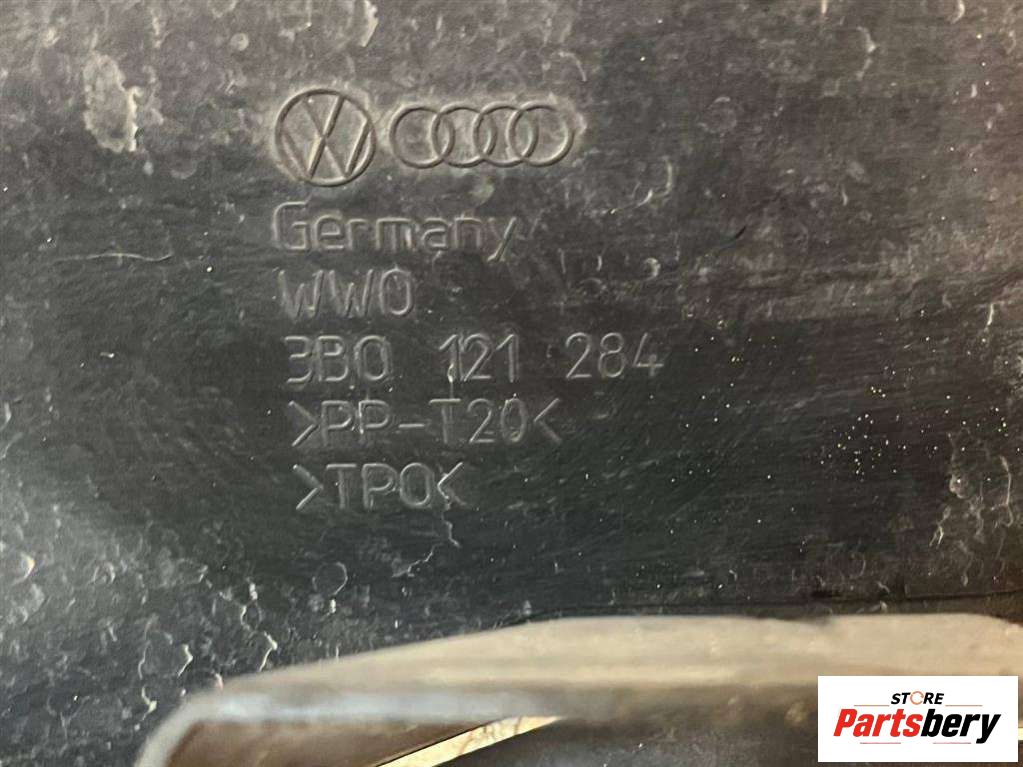 Germany
WWO
3B0 121 284
>PP-T20<
>TPO<
STORE
Partsbery